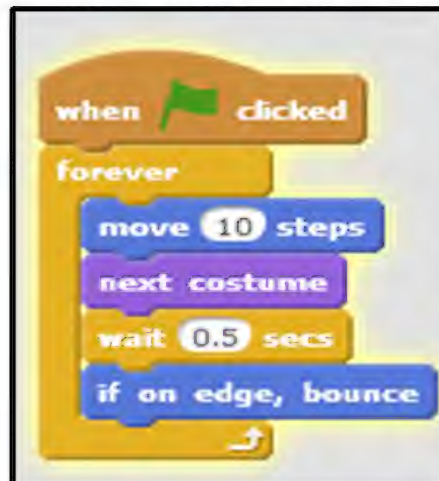 when clicked
forever
move 10 steps
next costume
wait 0.5 secs
if on edge, bounce